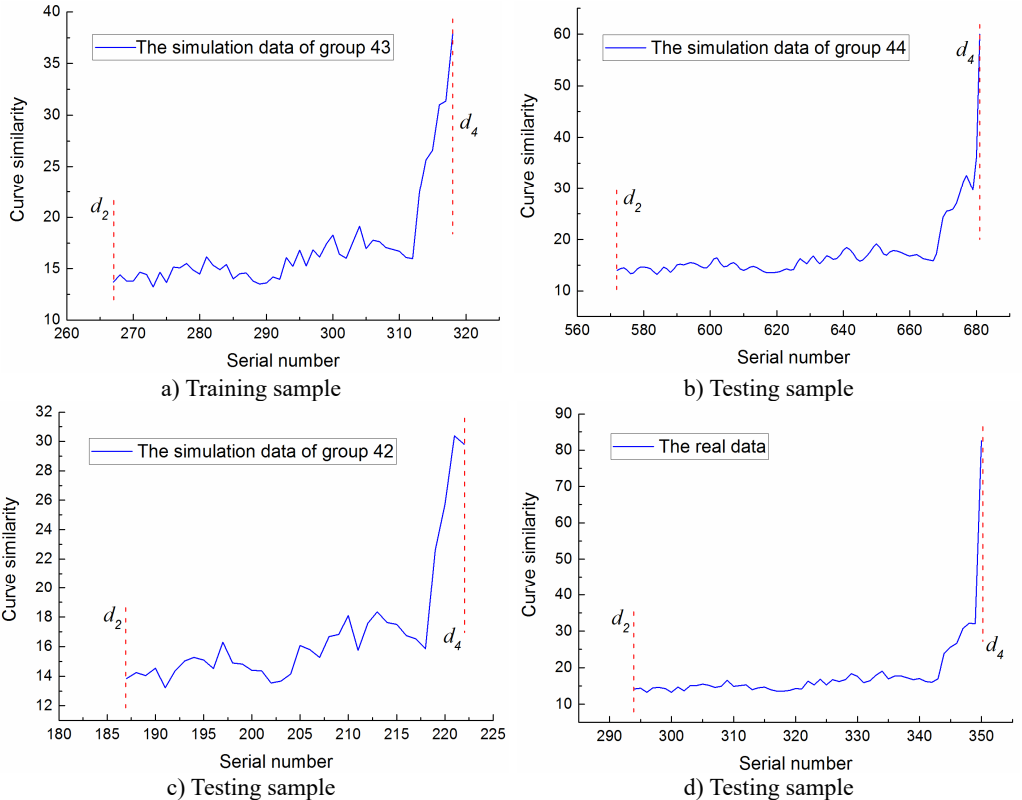 40
35
30
25
20
15
10
Curve similarity
The simulation data of group 43
d2
d4
260 270 280 290 300 310 320
Serial number
a) Training sample
60
50
40
30
20
10
Curve similarity
The simulation data of group 44
d2
d4
560 580 600 620 640 660 680
Serial number
b) Testing sample
32
30
28
26
24
22
20
18
16
14
12
Curve similarity
The simulation data of group 42
d2
d4
180 185 190 195 200 205 210 215 220 225
Serial number
c) Testing sample
90
80
70
60
50
40
30
20
10
Curve similarity
The real data
d2
d4
290 300 310 320 330 340 350
Serial number
d) Testing sample